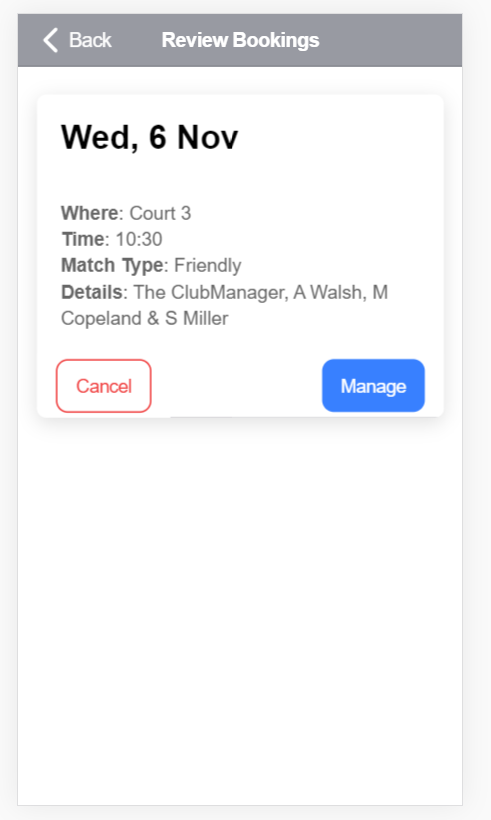 Back
Review Bookings
Wed, 6 Nov
Where: Court 3
Time: 10:30
Match Type: Friendly
Details: The ClubManager, A Walsh, M
Copeland & S Miller
Cancel
Manage